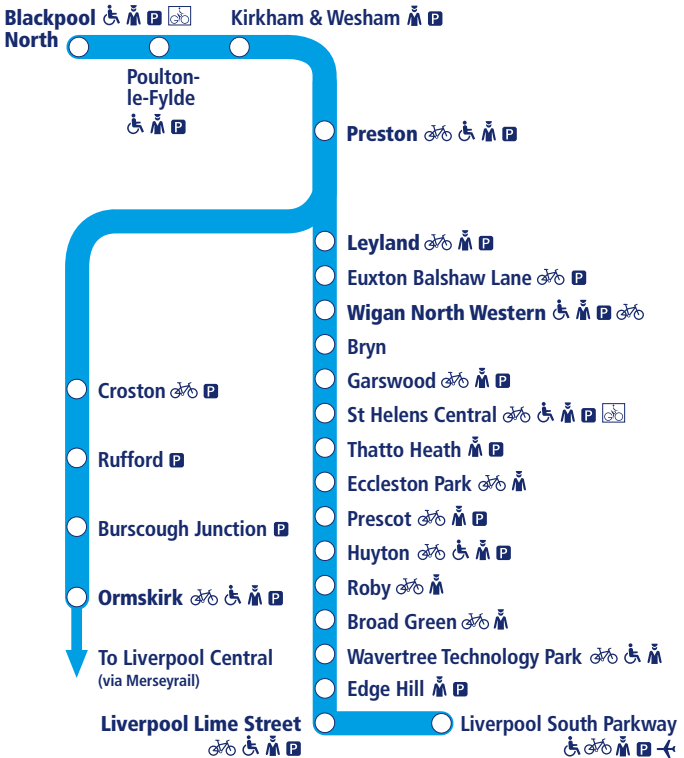 Blackpool
North
P
Kirkham & Wesham P
Poulton-
le-Fylde
P
Preston P
Leyland P
Euxton Balshaw Lane P
Wigan North Western P
Bryn
Garswood P
St Helens Central P
Thatto Heath P
Eccleston Park
Prescot P
Huyton P
Roby
Broad Green
Wavertree Technology Park
Edge Hill P
Croston P
Rufford P
Burscough Junction P
Ormskirk P
To Liverpool Central
(via Merseyrail)
Liverpool Lime Street
P
Liverpool South Parkway
P